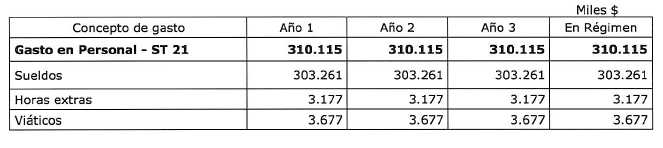 Miles $
Concepto de gasto Año 1 Año 2 Año 3 En Régimen
Gasto en Personal - ST 21 310.115 310.115 310.115 310.115
Sueldos 303.261 303.261 303.261 303.261
Horas extras 3.177 3.177 3.177 3.177
Viáticos 3.677 3.677 3.677 3.677